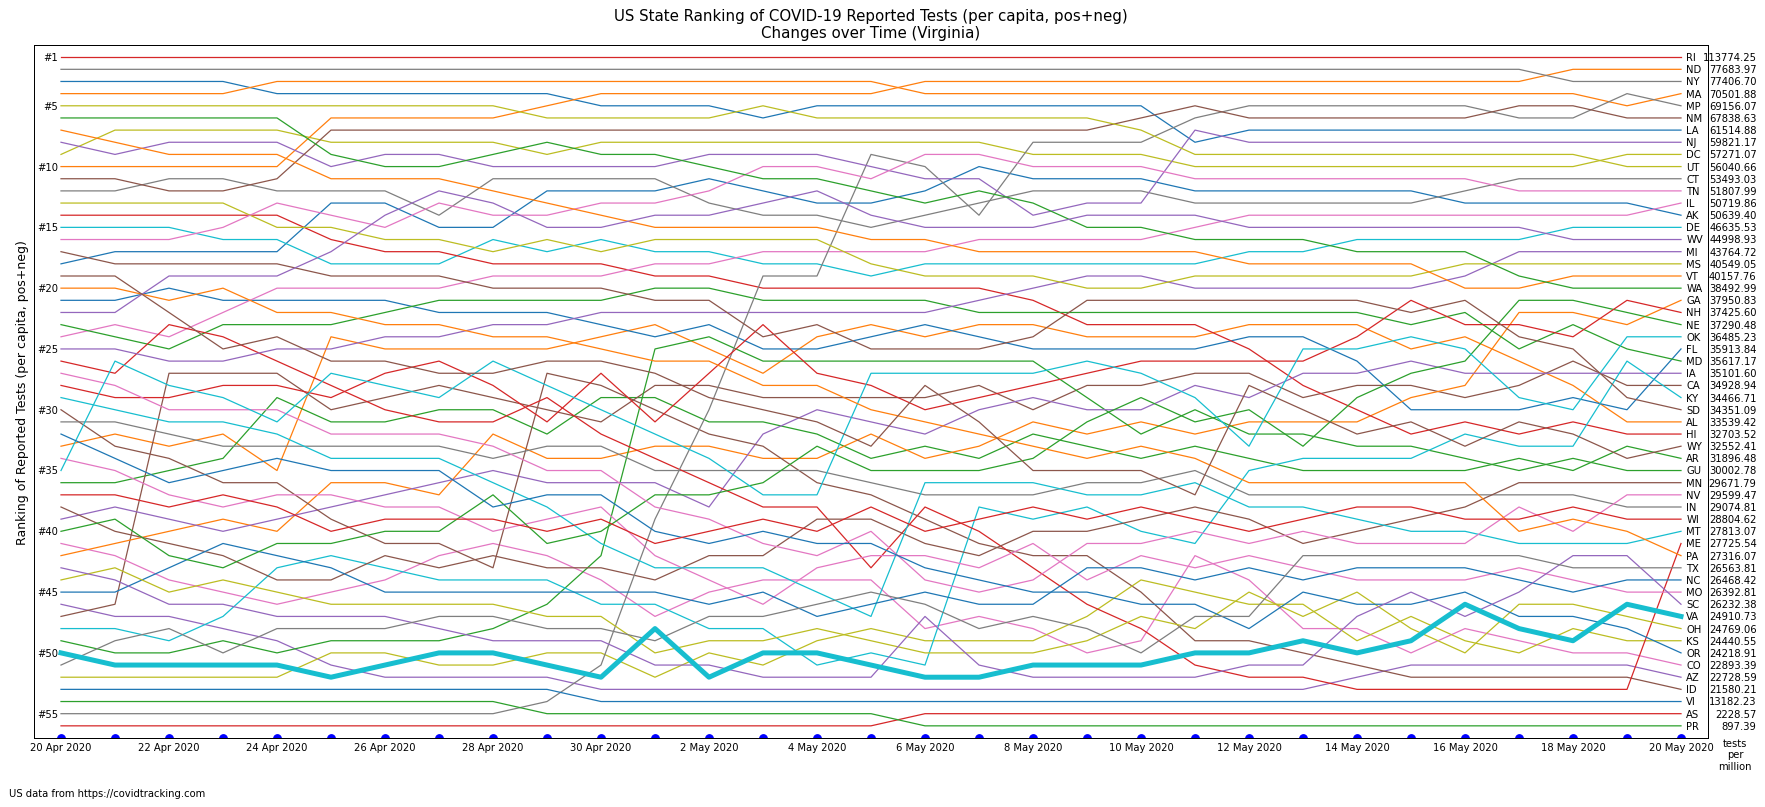 US State Ranking of COVID-19 Reported Tests (per capita, pos+neg)
Changes over Time (Virginia)
Ranking of Reported Tests (per capita, pos+neg)
#1
#5
#10
#15
#20
#25
#30
#35
#40
#45
#50
#55
RI 113774.25
ND 77683.97
NY 77406.70
MA 70501.88
MP 69156.07
NM 67838.63
LA 61514.88
NJ 59821.17
DC 57271.07
UT 56040.66
CT 53493.03
TN 51807.99
IL 50719.86
AK 50639.40
DE 46635.53
WV 44998.93
MI 43764.72
MS 40549.05
VT 40157.76
WA 38492.99
GA 37950.83
NH 37425.60
NE 37290.48
OK 36485.23
FL 35913.84
MD 35617.17
IA 35101.60
CA 34928.94
KY 34466.71
SD 34351.09
AL 33539.42
HI 32703.52
WY 32552.41
AR 31896.48
GU 30002.78
MN 29671.79
NV 29599.47
IN 29074.81
WI 28804.62
MT 27813.07
ME 27725.54
PA 27316.07
TX 26563.81
NC 26468.42
MO 26392.81
SC 26232.38
VA 24910.73
OH 24769.06
KS 24440.55
OR 24218.91
CO 22893.39
AZ 22728.59
ID 21580.21
VI 13182.23
AS 2228.57
PR 897.39
20 Apr 2020 22 Apr 2020 24 Apr 2020 26 Apr 2020 28 Apr 2020 30 Apr 2020 2 May 2020 4 May 2020 6 May 2020 8 May 2020 10 May 2020 12 May 2020 14 May 2020 16 May 2020 18 May 2020 20 May 2020
tests
per
million
US data from https://covidtracking.com